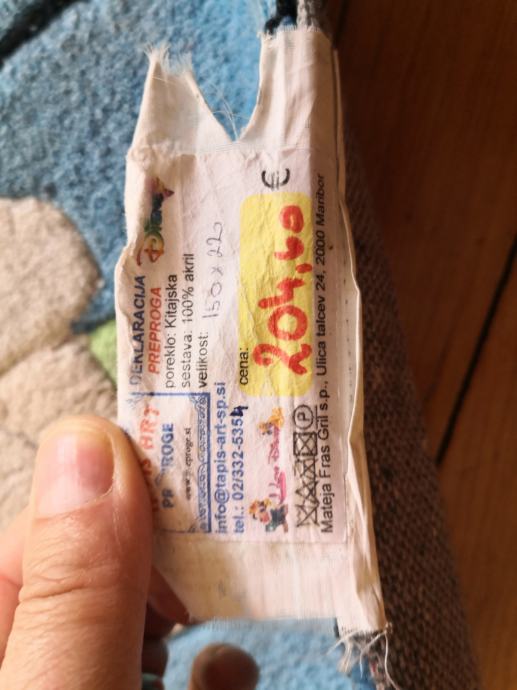 DEKLARACIJA
PREPROGA
poreklo: Kitajska
sestava: 100% akril
velikost: 150 x 220
cena:
204,60 €
info@tapis-art-sp.si
tel.: 02/332-5354
P
Mateja Fras Gril s.p., Ulica talcev 24, 2000 Maribor